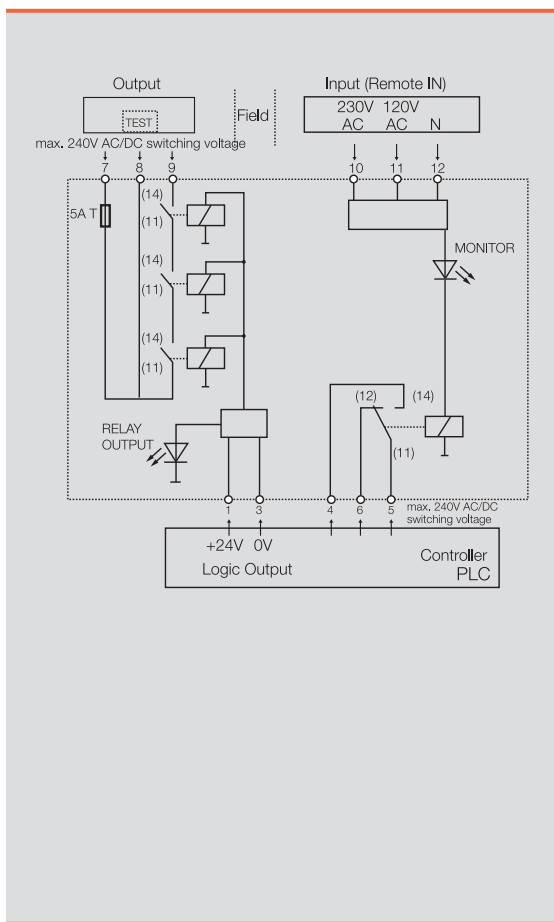 Output
Input (Remote IN)
TEST
Field
230V 120V
AC AC N
max. 240V AC/DC switching voltage
7 8 9
10 11 12
5A T
(14)
(11)
MONITOR
(14)
(11)
(14)
(11)
(12) (14)
RELAY
OUTPUT
(11)
1 3 4 6 5
max. 240V AC/DC
switching voltage
+24V 0V
Logic Output
Controller
PLC